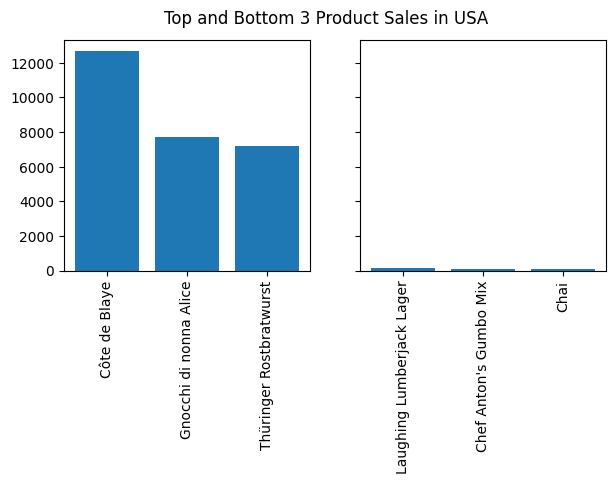 Top and Bottom 3 Product Sales in USA
12000
10000
8000
6000
4000
2000
0
Côte de Blaye
Gnocchi di nonna Alice
Thüringer Rostbratwurst
Laughing Lumberjack Lager
Chef Anton's Gumbo Mix
Chai